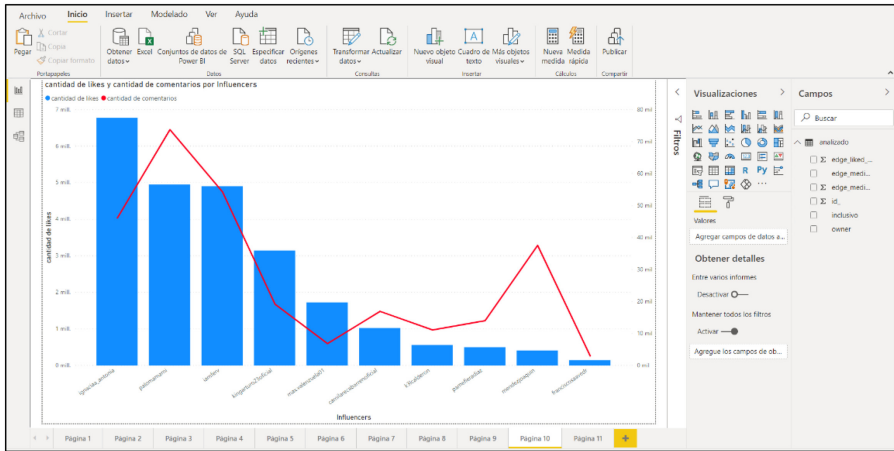 Archivo Inicio Insertar Modelado Ver Ayuda
Pegar
Cortar
Copia
Copiar formato
Portapapeles
Obtener datos
Excel
Conjuntos de datos de Power BI
SQL Server
Especificar datos
Orígenes recientes
Datos
Transformar datos
Actualizar
Consultas
Nuevo objeto visual
Cuadro de texto
Más objetos visuales
Insertar
Nueva medida
Medida rápida
Cálculos
Publicar
Compartir
cantidad de likes y cantidad de comentarios por Influencers
cantidad de likes cantidad de comentarios
7 mill.
6 mill.
5 mill.
4 mill.
3 mill.
2 mill.
1 mill.
0 mill.
cantidad de likes
80 mil
70 mil
60 mil
50 mil
40 mil
30 mil
20 mil
10 mil
0 mil
ignacias_antonia
palomamami
Influencers
Filtros
Visualizaciones
R Py
Valores
Agregar campos de datos a...
Obtener detalles
Entre varios informes
Desactivar
Mantener todos los filtros
Activar
Agregue los campos de ob...
Campos
Buscar
analizado
Σ edge_liked_...
edge_medi...
Σ edge_medi...
Σ id_
inclusivo
owner
Página 1 Página 2 Página 3 Página 4 Página 5 Página 6 Página 7 Página 8 Página 9 Página 10 Página 11 +